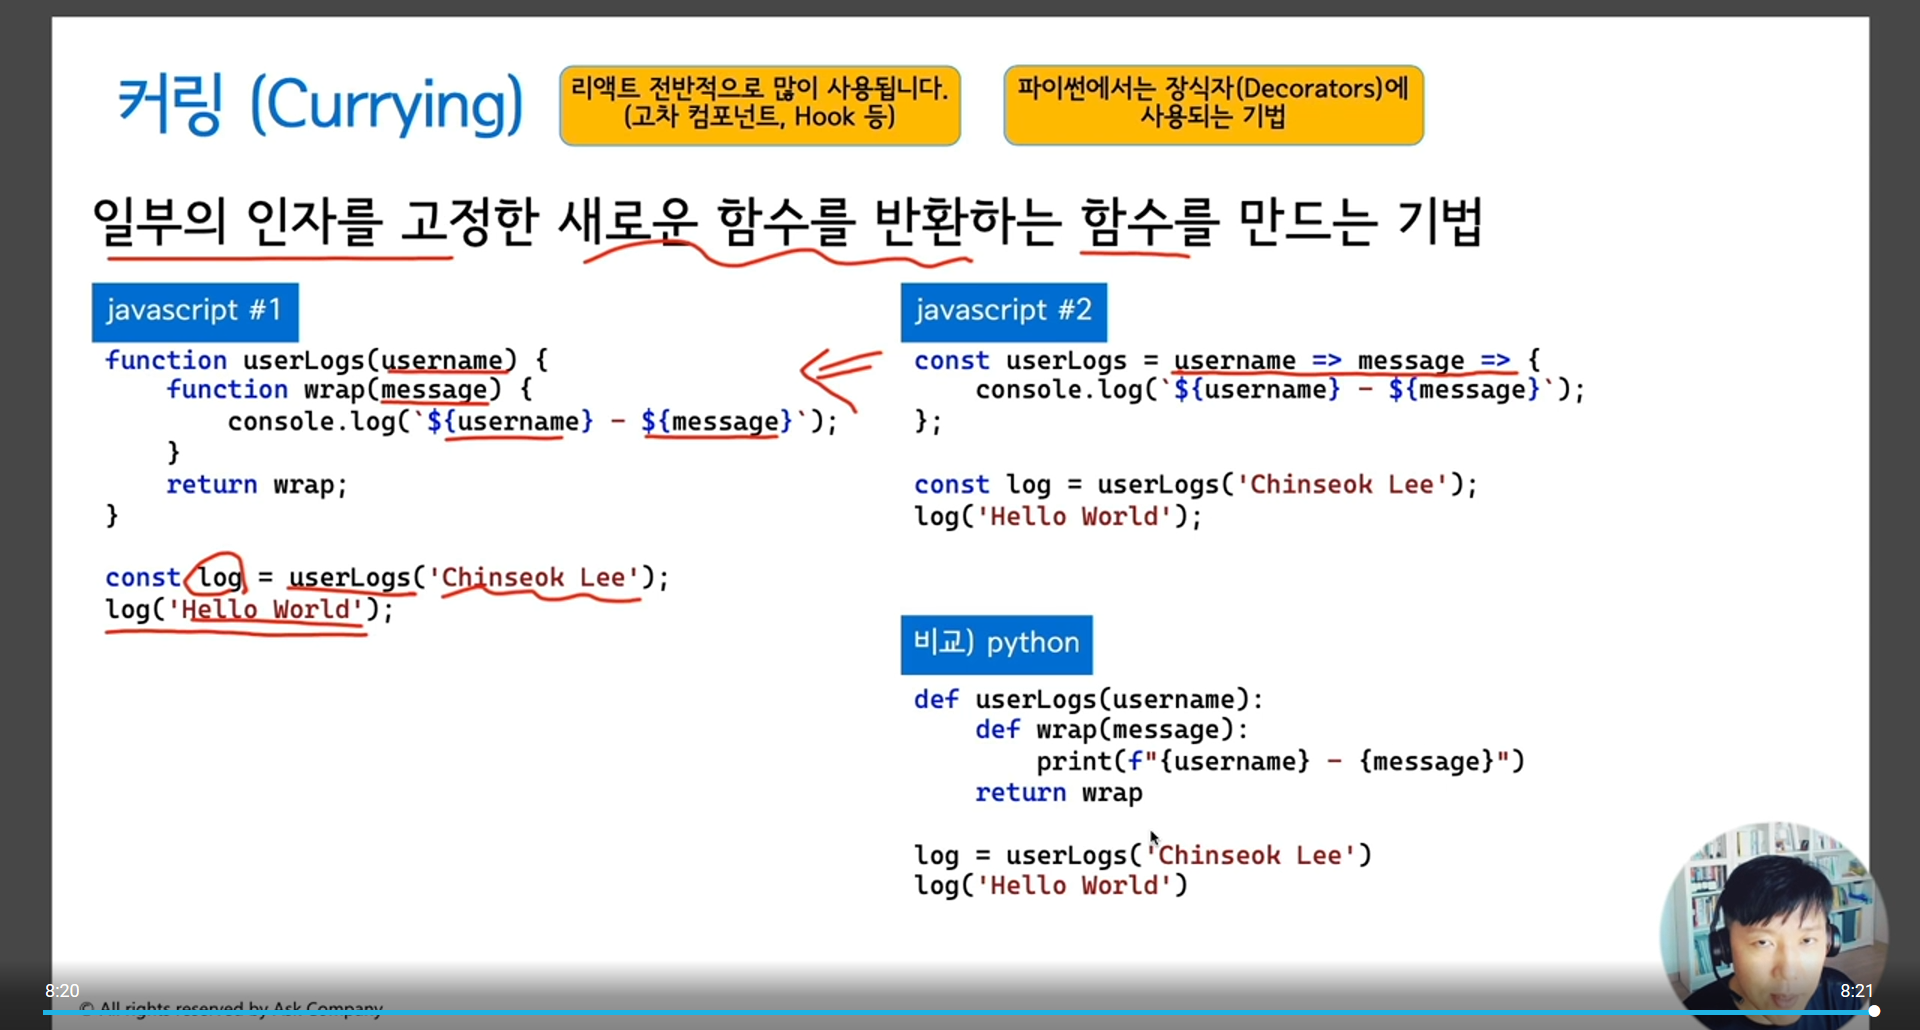 커링 (Currying)
리액트 전반적으로 많이 사용됩니다.
(고차 컴포넌트, Hook 등)
파이썬에서는 장식자(Decorators)에
사용되는 기법
일부의 인자를 고정한 새로운 함수를 반환하는 함수를 만드는 기법
javascript #1
function userLogs(username) {
    function wrap(message) {
        console.log(`${username} - ${message}`);
    }
    return wrap;
}
const log = userLogs('Chinseok Lee');
log('Hello World');
javascript #2
const userLogs = username => message => {
    console.log(`${username} - ${message}`);
};
const log = userLogs('Chinseok Lee');
log('Hello World');
비교) python
def userLogs(username):
    def wrap(message):
        print(f"{username} - {message}")
    return wrap
log = userLogs('Chinseok Lee')
log('Hello World')
8:20
8:21
© All rights reserved by Ask Company